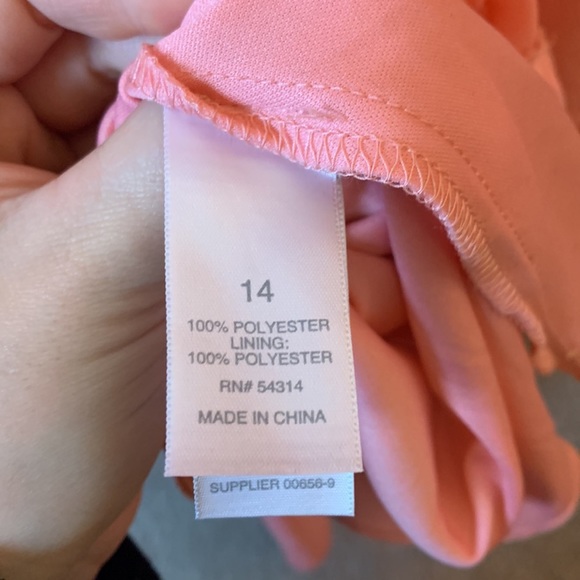 14
100% POLYESTER
LINING:
100% POLYESTER
RN# 54314
MADE IN CHINA
SUPPLIER 00656-9